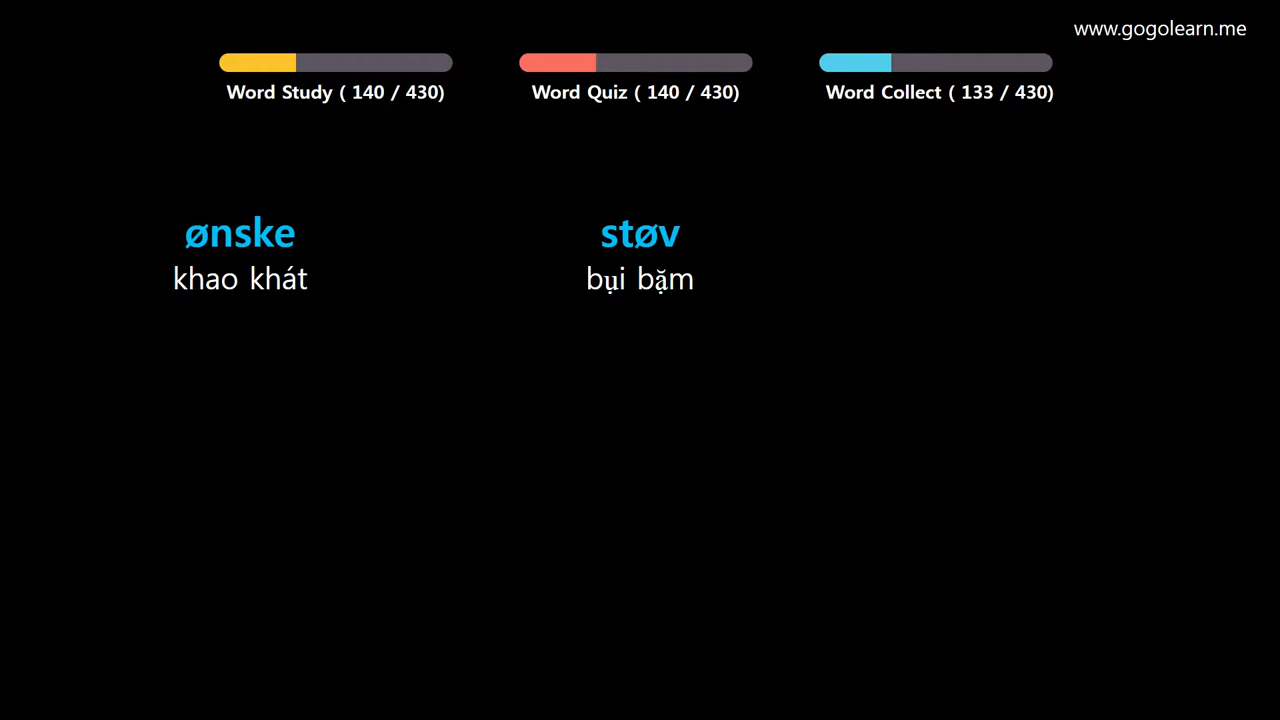 www.gogolearn.me
Word Study ( 140 / 430)
Word Quiz ( 140 / 430)
Word Collect ( 133 / 430)
ønske
khao khát
støv
bụi bặm